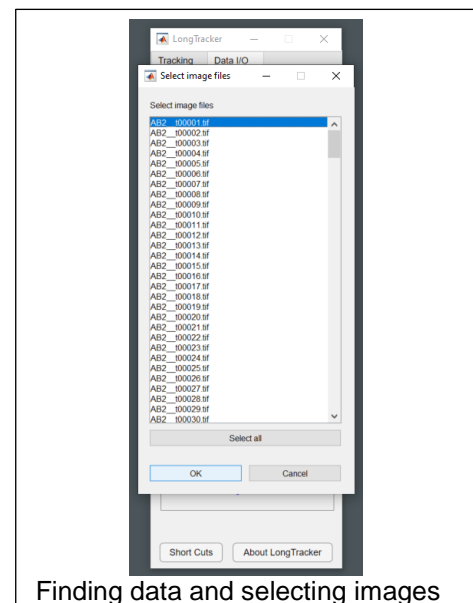 LongTracker
Tracking Data I/O
Select image files
Select image files
AB2__t00001.tif
AB2__t00002.tif
AB2__t00003.tif
AB2__t00004.tif
AB2__t00005.tif
AB2__t00006.tif
AB2__t00007.tif
AB2__t00008.tif
AB2__t00009.tif
AB2__t00010.tif
AB2__t00011.tif
AB2__t00012.tif
AB2__t00013.tif
AB2__t00014.tif
AB2__t00015.tif
AB2__t00016.tif
AB2__t00017.tif
AB2__t00018.tif
AB2__t00019.tif
AB2__t00020.tif
AB2__t00021.tif
AB2__t00022.tif
AB2__t00023.tif
AB2__t00024.tif
AB2__t00025.tif
AB2__t00026.tif
AB2__t00027.tif
AB2__t00028.tif
AB2__t00029.tif
AB2__t00030.tif
Select all
OK Cancel
Short Cuts About LongTracker
Finding data and selecting images